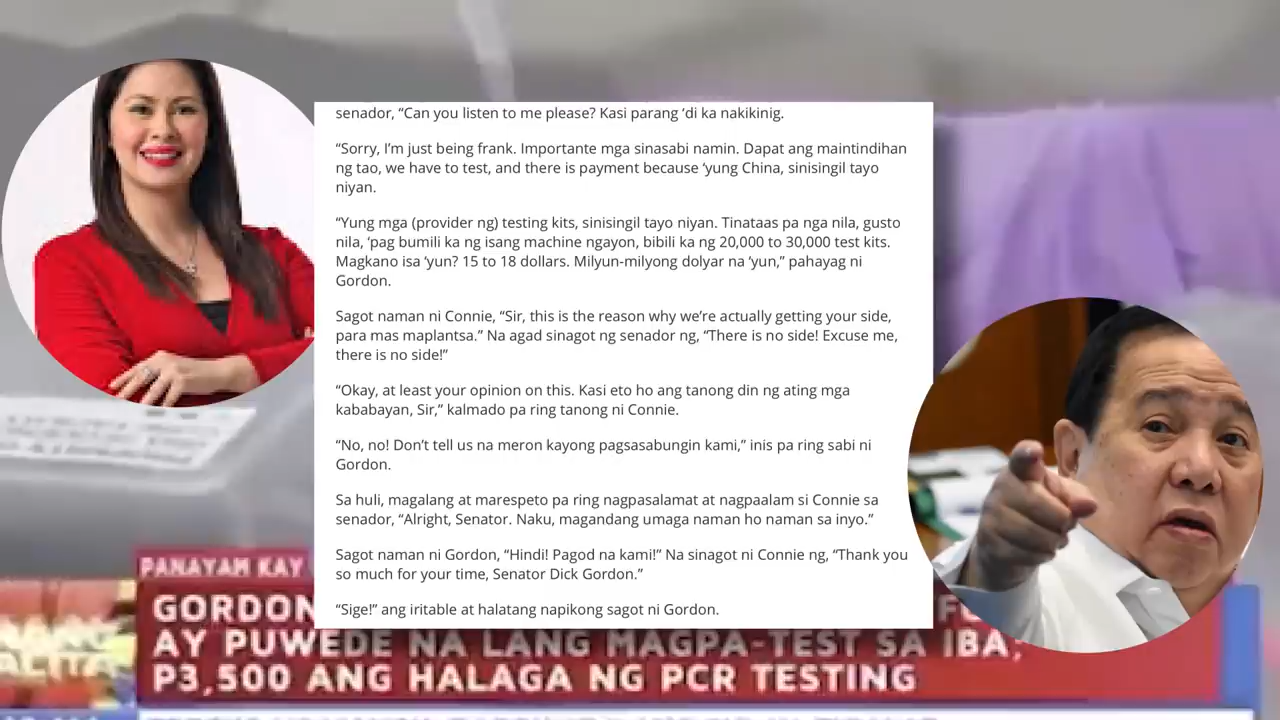 senador, “Can you listen to me please? Kasi parang ‘di ka nakikinig.
“Sorry, I’m just being frank. Importante mga sinasabi namin. Dapat ang maintindihan
ng tao, we have to test, and there is payment because ‘yung China, sinisingil tayo
niyan.
“Yung mga (provider ng) testing kits, sinisingil tayo niyan. Tinataas pa nga nila, gusto
nila, ‘pag bumili ka ng isang machine ngayon, bibili ka ng 20,000 to 30,000 test kits.
Magkano isa ‘yun? 15 to 18 dollars. Milyun-milyong dolyar na ‘yun,” pahayag ni
Gordon.
Sagot naman ni Connie, “Sir, this is the reason why we’re actually getting your side,
para mas maplantsa.” Na agad sinagot ng senador ng, “There is no side! Excuse me,
there is no side!”
“Okay, at least your opinion on this. Kasi eto ho ang tanong din ng ating mga
kababayan, Sir,” kalmado pa ring tanong ni Connie.
“No, no! Don’t tell us na meron kayong pagsasabungin kami,” inis pa ring sabi ni
Gordon.
Sa huli, magalang at marespeto pa ring nagpasalamat at nagpaalam si Connie sa
senador, “Alright, Senator. Naku, magandang umaga naman ho naman sa inyo.”
Sagot naman ni Gordon, “Hindi! Pagod na kami!” Na sinagot ni Connie ng, “Thank you
so much for your time, Senator Dick Gordon.”
“Sige!” ang iritable at halatang napikong sagot ni Gordon.
PANAYAM KAY
GORDON
AY PUWEDE NA LANG MAGPA-TEST SA IBA;
P3,500 ANG HALAGA NG PCR TESTING